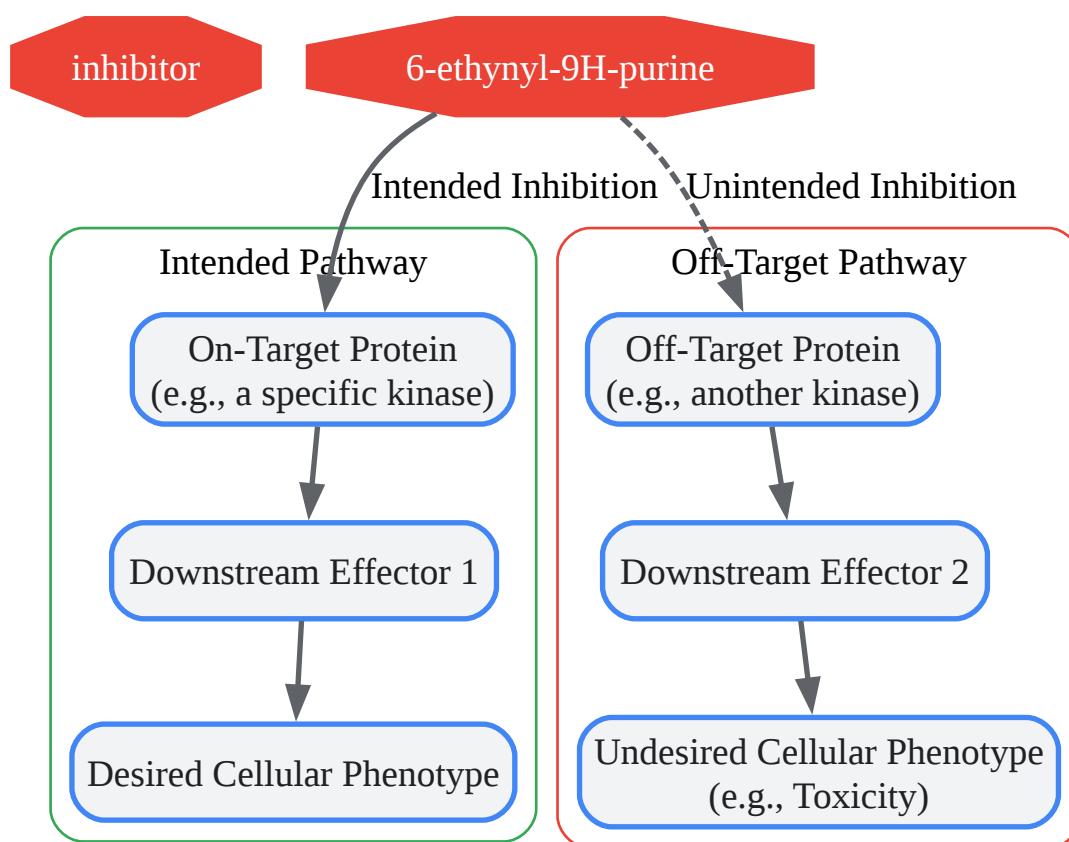 inhibitor
6-ethynyl-9H-purine
Intended Inhibition
Unintended Inhibition
Intended Pathway
Off-Target Pathway
On-Target Protein
(e.g., a specific kinase)
Off-Target Protein
(e.g., another kinase)
Downstream Effector 1
Downstream Effector 2
Desired Cellular Phenotype
Undesired Cellular Phenotype
(e.g., Toxicity)